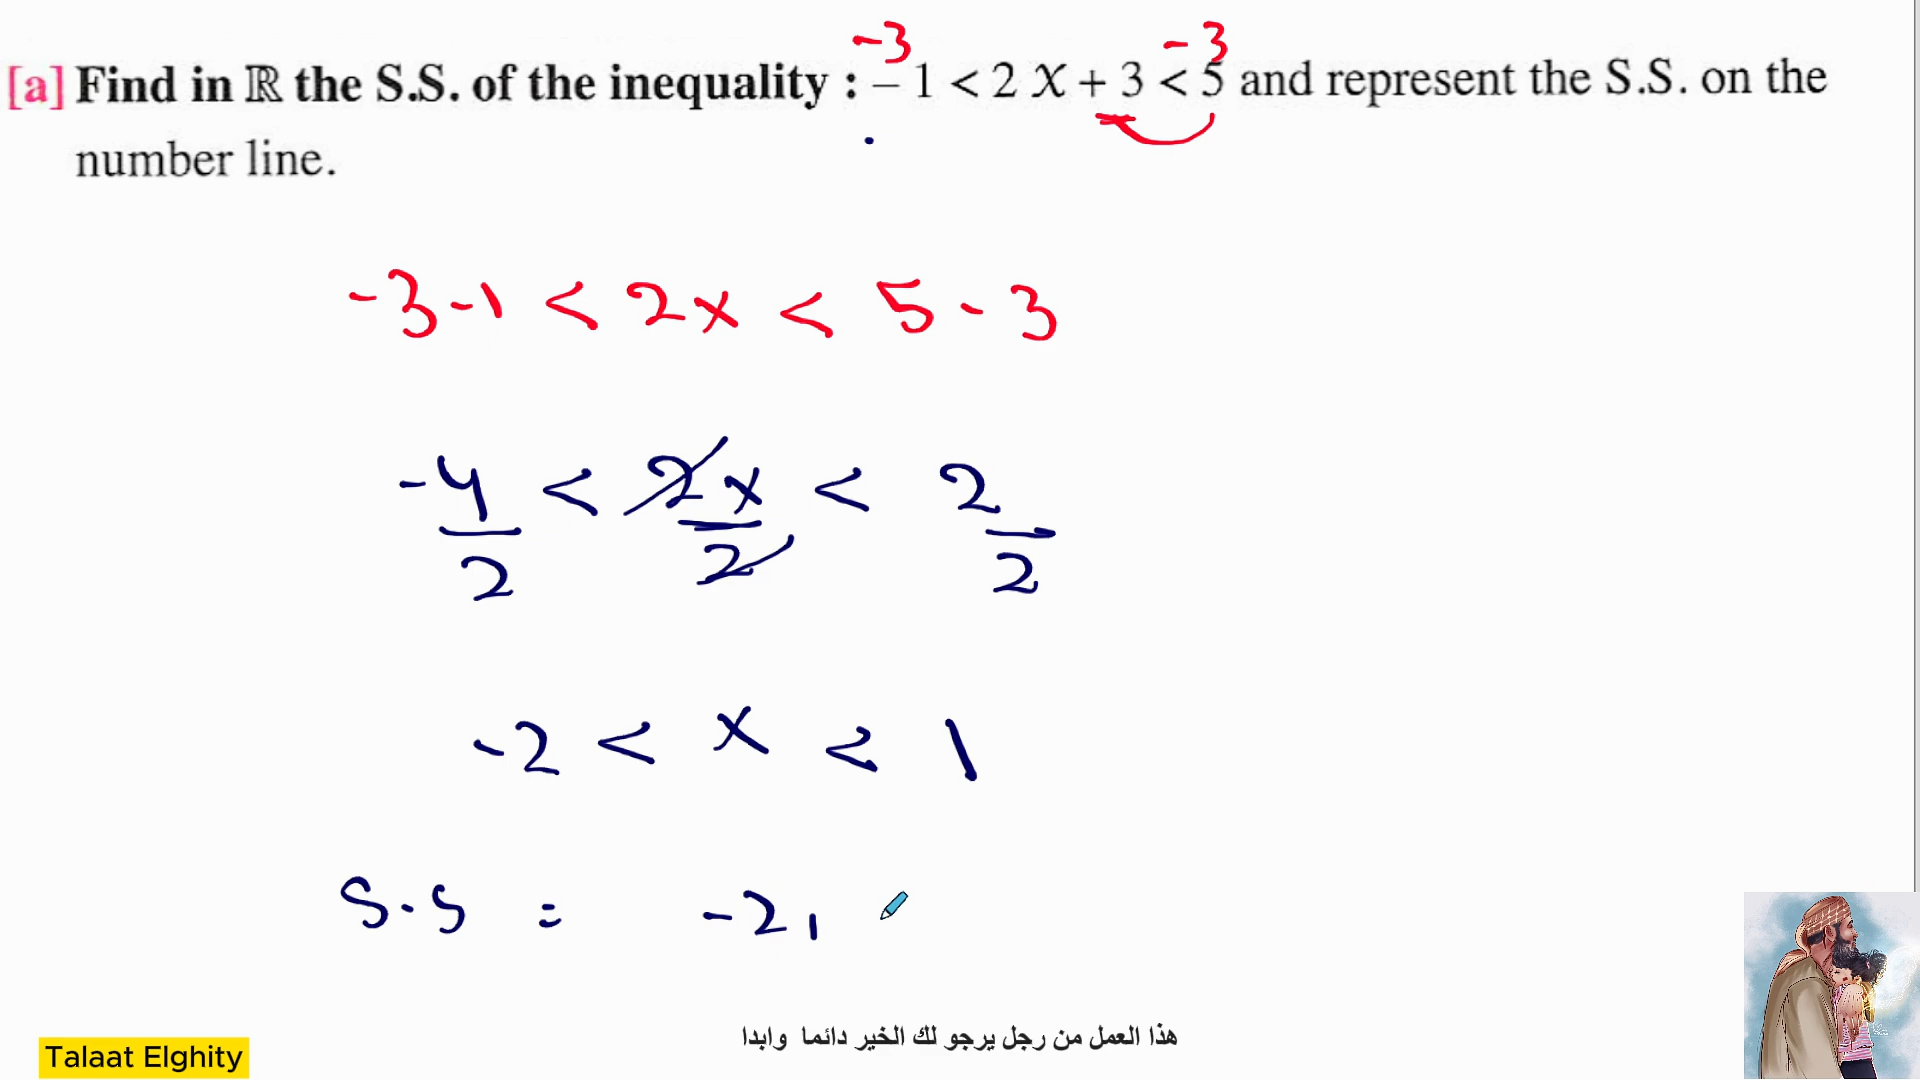 -3 -3
[a] Find in ℝ the S.S. of the inequality : – 1 < 2 X + 3 < 5 and represent the S.S. on the
number line.
-3-1 < 2x < 5-3
-4/2 < 2x/2 < 2/2
-2 < x < 1
S.S = -2,
هذا العمل من رجل يرجو لك الخير دائما وابدا
Talaat Elghity